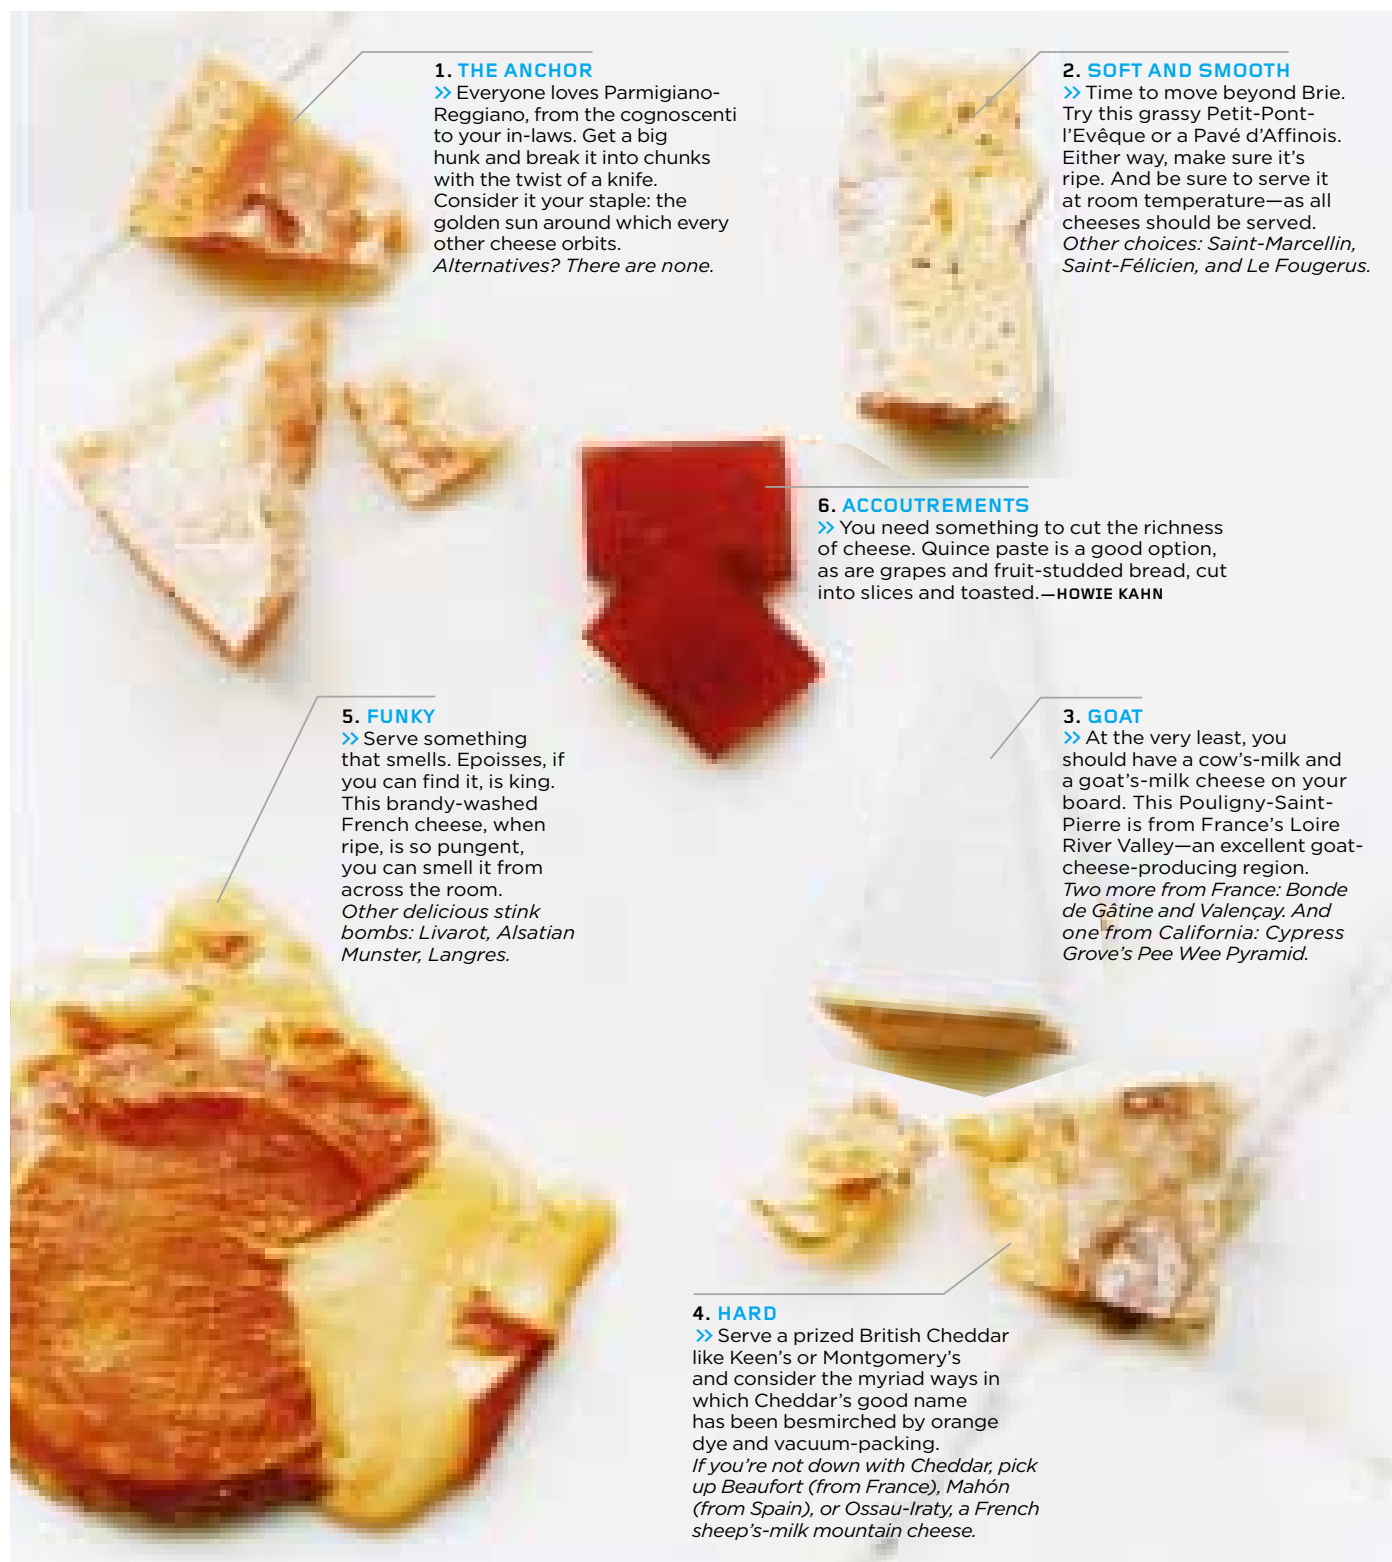 1. THE ANCHOR
>> Everyone loves Parmigiano-
Reggiano, from the cognoscenti
to your in-laws. Get a big
hunk and break it into chunks
with the twist of a knife.
Consider it your staple: the
golden sun around which every
other cheese orbits.
Alternatives? There are none.
2. SOFT AND SMOOTH
>> Time to move beyond Brie.
Try this grassy Petit-Pont-
l'Evêque or a Pavé d'Affinois.
Either way, make sure it's
ripe. And be sure to serve it
at room temperature—as all
cheeses should be served.
Other choices: Saint-Marcellin,
Saint-Félicien, and Le Fougerus.
6. ACCOUTREMENTS
>> You need something to cut the richness
of cheese. Quince paste is a good option,
as are grapes and fruit-studded bread, cut
into slices and toasted.—HOWIE KAHN
3. GOAT
>> At the very least, you
should have a cow's-milk and
a goat's-milk cheese on your
board. This Pouligny-Saint-
Pierre is from France's Loire
River Valley—an excellent goat-
cheese-producing region.
Two more from France: Bonde
de Gâtine and Valençay. And
one from California: Cypress
Grove's Pee Wee Pyramid.
5. FUNKY
>> Serve something
that smells. Epoisses, if
you can find it, is king.
This brandy-washed
French cheese, when
ripe, is so pungent,
you can smell it from
across the room.
Other delicious stink
bombs: Livarot, Alsatian
Munster, Langres.
4. HARD
>> Serve a prized British Cheddar
like Keen's or Montgomery's
and consider the myriad ways in
which Cheddar's good name
has been besmirched by orange
dye and vacuum-packing.
If you're not down with Cheddar, pick
up Beaufort (from France), Mahón
(from Spain), or Ossau-Iraty, a French
sheep's-milk mountain cheese.